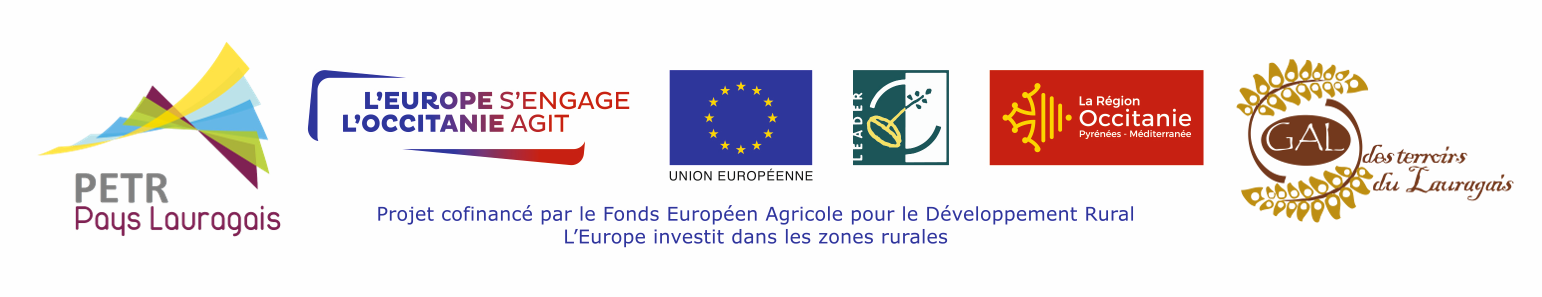 PETR
Pays Lauragais
L'EUROPE S'ENGAGE
L'OCCITANIE AGIT
UNION EUROPÉENNE
LEADER
La Région
Occitanie
Pyrénées - Méditerranée
GAL
des terroirs
du Lauragais
Projet cofinancé par le Fonds Européen Agricole pour le Développement Rural
L'Europe investit dans les zones rurales